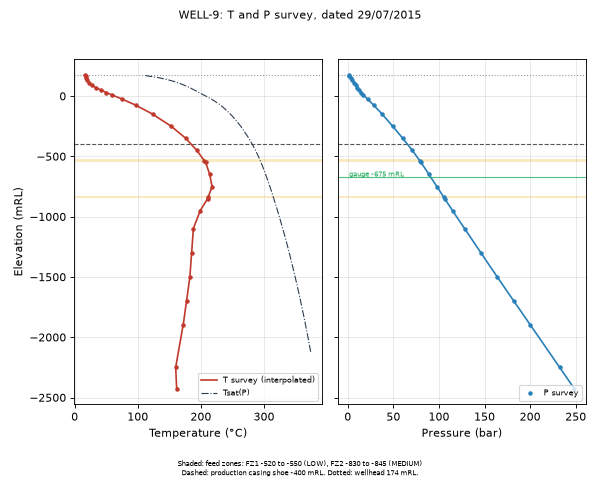 WELL-9: T and P survey, dated 29/07/2015
Elevation (mRL)
0
−500
−1000
−1500
−2000
−2500
0
100
200
300
Temperature (°C)
T survey (interpolated)
Tsat(P)
gauge -675 mRL
0
50
100
150
200
250
Pressure (bar)
P survey
Shaded: feed zones: FZ1 -520 to -550 (LOW), FZ2 -830 to -845 (MEDIUM)
Dashed: production casing shoe -400 mRL. Dotted: wellhead 174 mRL.